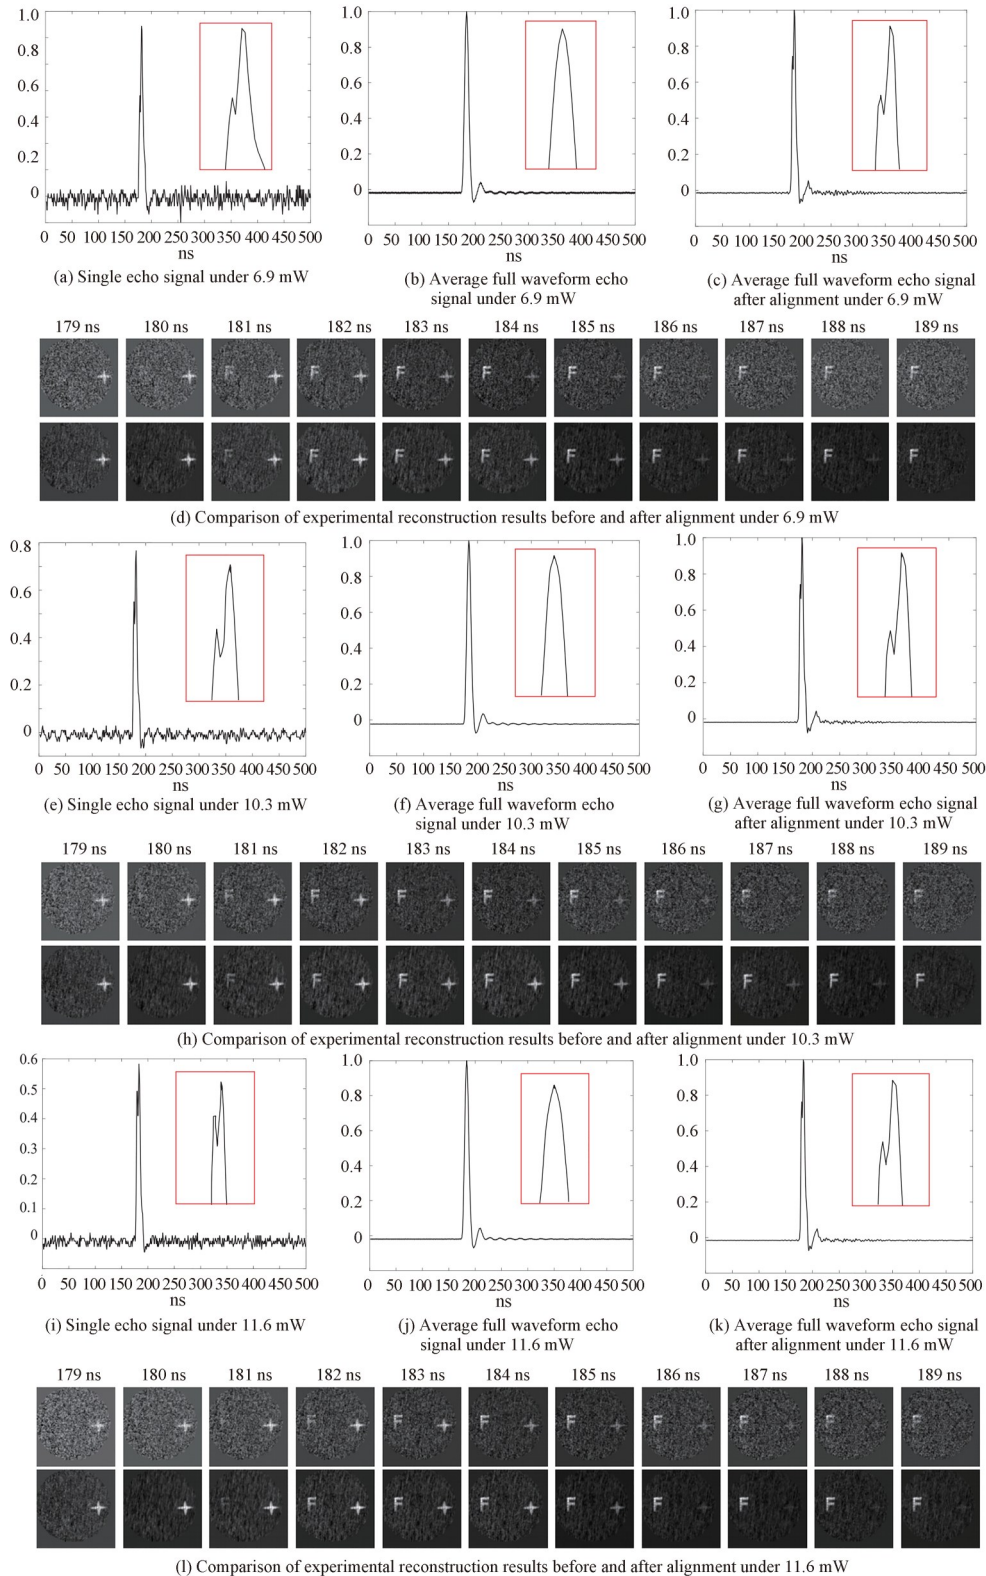 1.0
0.8
0.6
0.4
0.2
0
0 50 100 150 200 250 300 350 400 450 500
ns
(a) Single echo signal under 6.9 mW
1.0
0.8
0.6
0.4
0.2
0
0 50 100 150 200 250 300 350 400 450 500
ns
(b) Average full waveform echo
signal under 6.9 mW
1.0
0.8
0.6
0.4
0.2
0
0 50 100 150 200 250 300 350 400 450 500
ns
(c) Average full waveform echo signal
after alignment under 6.9 mW
179 ns 180 ns 181 ns 182 ns 183 ns 184 ns 185 ns 186 ns 187 ns 188 ns 189 ns
F F F F F F F F F
F F F F F F F F F
(d) Comparison of experimental reconstruction results before and after alignment under 6.9 mW
0.8
0.6
0.4
0.2
0
0 50 100 150 200 250 300 350 400 450 500
ns
(e) Single echo signal under 10.3 mW
1.0
0.8
0.6
0.4
0.2
0
0 50 100 150 200 250 300 350 400 450 500
ns
(f) Average full waveform echo
signal under 10.3 mW
1.0
0.8
0.6
0.4
0.2
0
0 50 100 150 200 250 300 350 400 450 500
ns
(g) Average full waveform echo signal
after alignment under 10.3 mW
179 ns 180 ns 181 ns 182 ns 183 ns 184 ns 185 ns 186 ns 187 ns 188 ns 189 ns
F F F F F F F F F
F F F F F F F F F
(h) Comparison of experimental reconstruction results before and after alignment under 10.3 mW
0.6
0.5
0.4
0.3
0.2
0.1
0
0 50 100 150 200 250 300 350 400 450 500
ns
(i) Single echo signal under 11.6 mW
1.0
0.8
0.6
0.4
0.2
0
0 50 100 150 200 250 300 350 400 450 500
ns
(j) Average full waveform echo
signal under 11.6 mW
1.0
0.8
0.6
0.4
0.2
0
0 50 100 150 200 250 300 350 400 450 500
ns
(k) Average full waveform echo signal
after alignment under 11.6 mW
179 ns 180 ns 181 ns 182 ns 183 ns 184 ns 185 ns 186 ns 187 ns 188 ns 189 ns
F F F F F F F F F
F F F F F F F F F
(l) Comparison of experimental reconstruction results before and after alignment under 11.6 mW